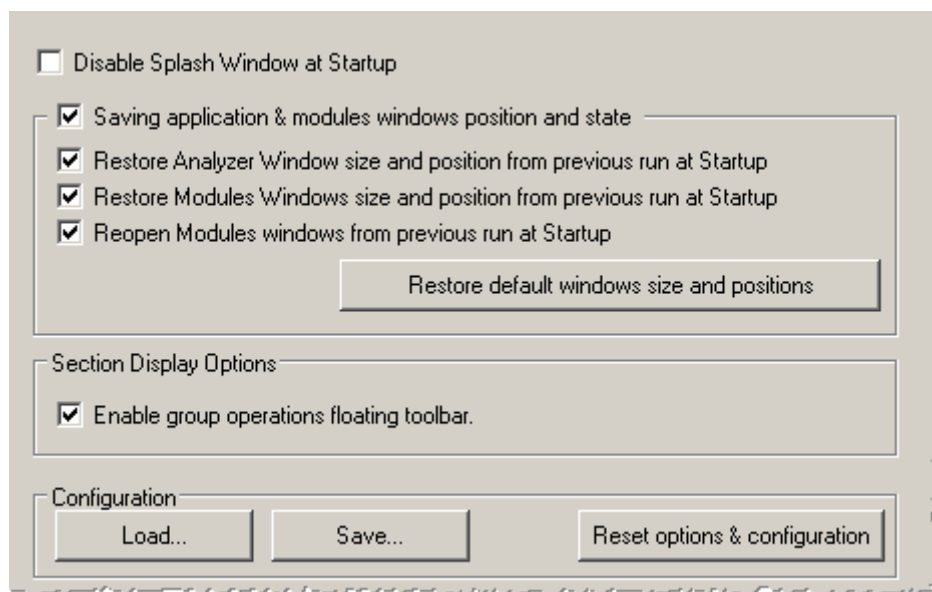 Disable Splash Window at Startup
Saving application & modules windows position and state
Restore Analyzer Window size and position from previous run at Startup
Restore Modules Windows size and position from previous run at Startup
Reopen Modules windows from previous run at Startup
Restore default windows size and positions
Section Display Options
Enable group operations floating toolbar.
Configuration
Load...
Save...
Reset options & configuration